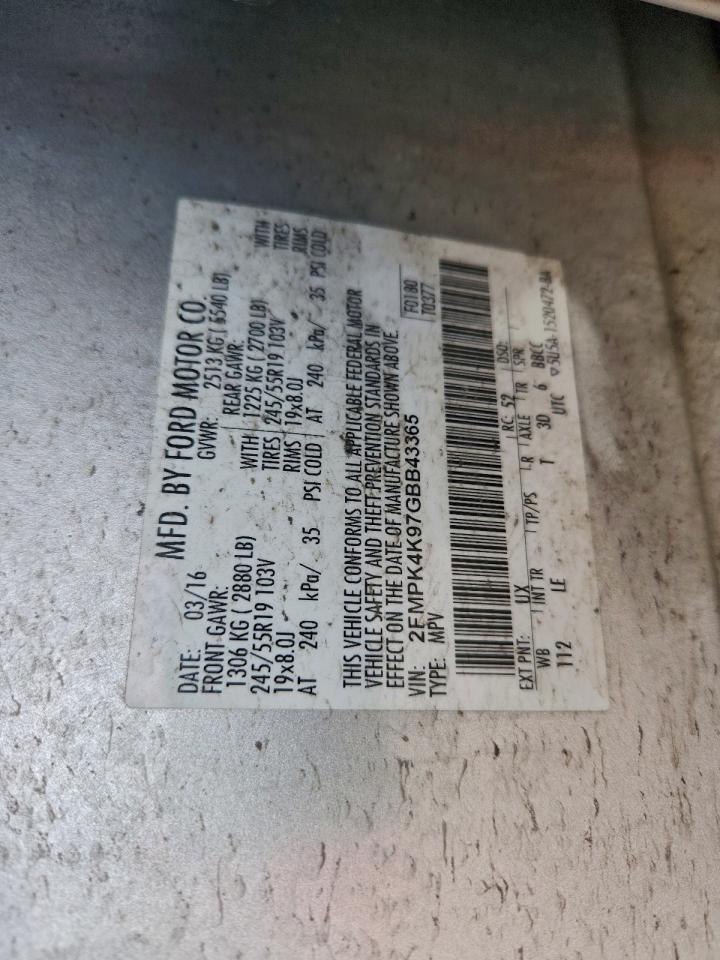 MFD. BY FORD MOTOR CO
DATE: 03/16 GVWR: 2513 KG ( 5540 LB)
FRONT GAWR: REAR GAWR:
1306 KG ( 2880 LB) WITH 1225 KG ( 2700 LB) WITH
245/55R19 103V TIRES 245/55R19 103V TIRES
19x8.0J RIMS 19x8.0J RIMS
AT 240 kPa/ 35 PSI COLD AT 240 kPa/ 35 PSI COLD
THIS VEHICLE CONFORMS TO ALL APPLICABLE FEDERAL MOTOR
VEHICLE SAFETY AND THEFT PREVENTION STANDARDS IN
EFFECT ON THE DATE OF MANUFACTURE SHOWN ABOVE.
VIN: 2FMPK4K97GBB43365 F0180
TYPE: MPV T0377
EXT PNT: UX RC: 52 DSO:
WB INT TR TP/PS R AXLE TR SPR
112 LE T 30 6 BBCC
UTC 5U5A-1520472-BA